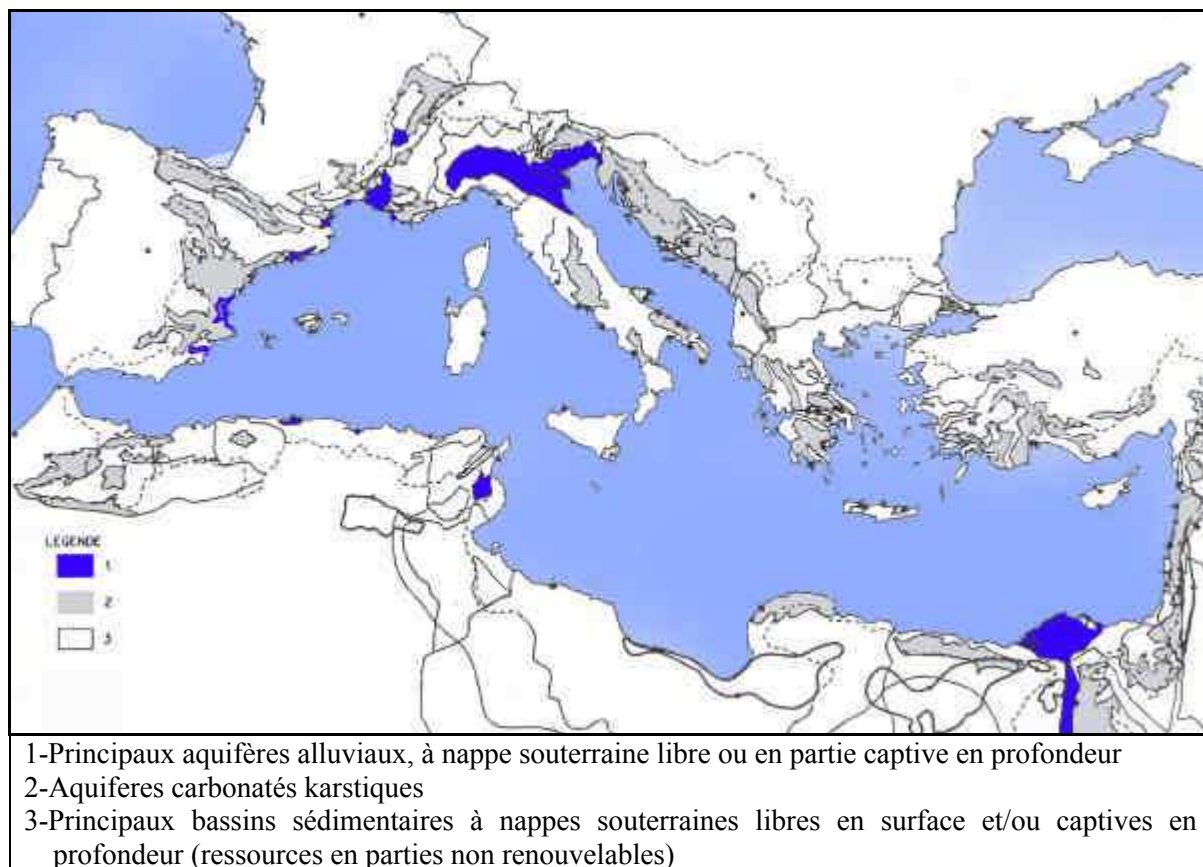 LEGENDE
1
2
3
1-Principaux aquifères alluviaux, à nappe souterraine libre ou en partie captive en profondeur
2-Aquiferes carbonatés karstiques
3-Principaux bassins sédimentaires à nappes souterraines libres en surface et/ou captives en
profondeur (ressources en parties non renouvelables)